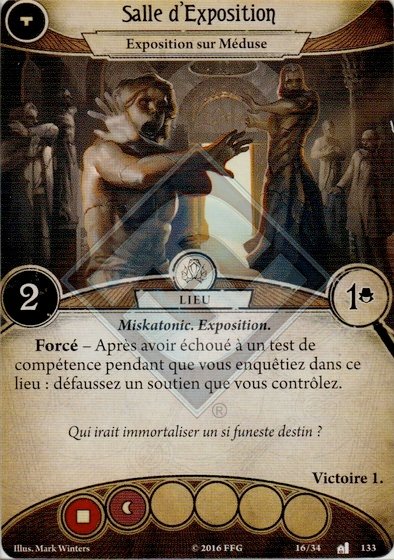 Salle d'Exposition
Exposition sur Méduse
2
LIEU
1
Miskatonic. Exposition.
Forcé – Après avoir échoué à un test de
compétence pendant que vous enquêtiez dans ce
lieu : défaussez un soutien que vous contrôlez.
®
Qui irait immortaliser un si funeste destin ?
Victoire 1.
Illus. Mark Winters
© 2016 FFG
16/34
133